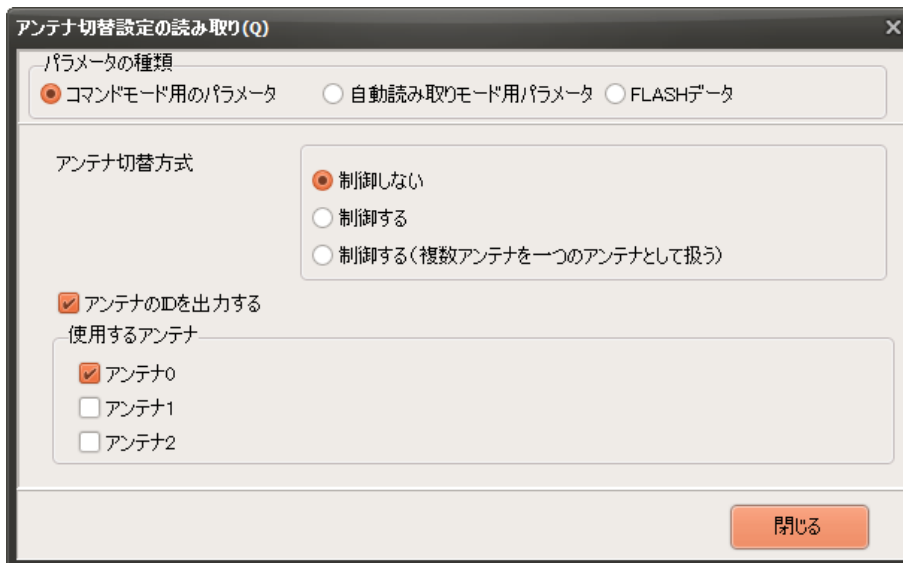 アンテナ切替設定の読み取り(Q)
パラメータの種類
コマンドモード用のパラメータ 自動読み取りモード用パラメータ FLASHデータ
アンテナ切替方式
制御しない
制御する
制御する(複数アンテナを一つのアンテナとして扱う)
アンテナのIDを出力する
使用するアンテナ
アンテナ0
アンテナ1
アンテナ2
閉じる